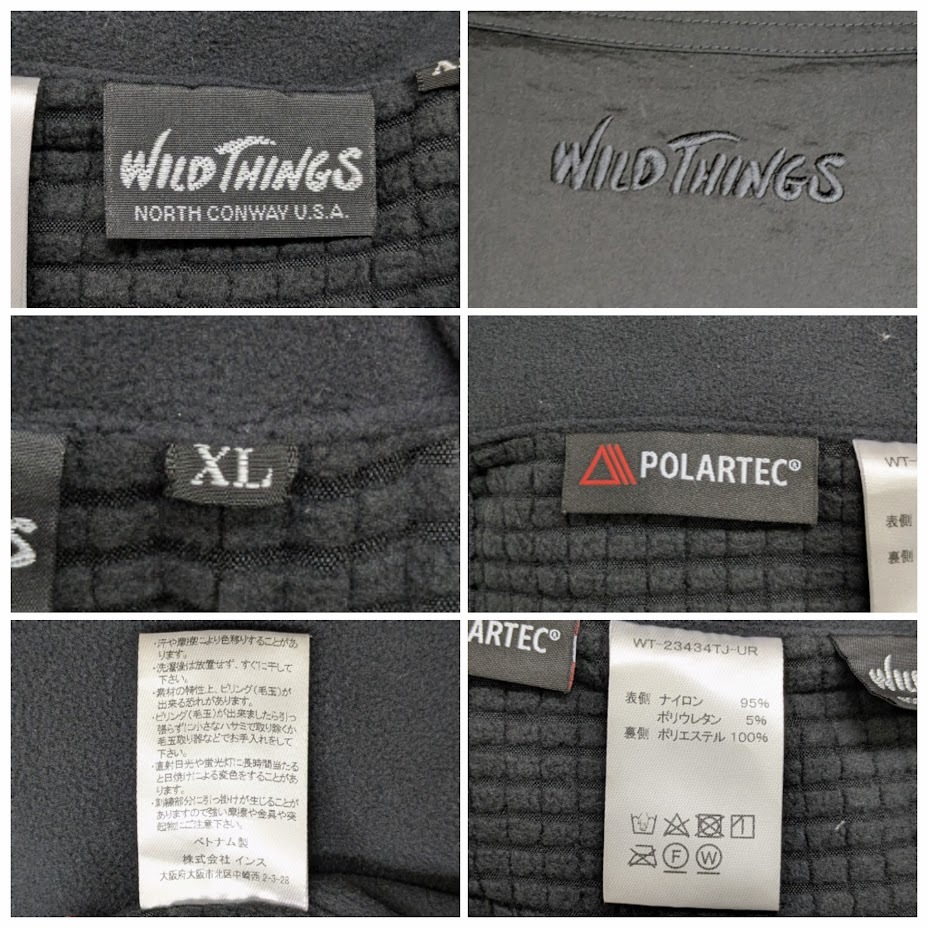 WILD THINGS
NORTH CONWAY U.S.A.
WILD THINGS
XL
POLARTEC®
WT-
表側
裏側
・汗や摩擦により色移りすることがあ
ります。
・洗濯後は放置せず、すぐに干して
下さい。
・素材の特性上、ピリング(毛玉)が
出来る恐れがあります。
・ピリング(毛玉)が出来ましたら引っ
張らずに小さなハサミで取り除くか
毛玉取り器などでお手入れをして
下さい。
・直射日光や蛍光灯に長時間当たる
と日焼けによる変色をすることがあ
ります。
・刺繍部分に引っ掛けが生じることが
ありますので強い摩擦や金具や突
起物にご注意下さい。
ベトナム製
株式会社 インス
大阪府大阪市北区中崎西2-3-28
ARTEC®
WT-23434TJ-UR
表側 ナイロン 95%
ポリウレタン 5%
裏側 ポリエステル 100%
F W